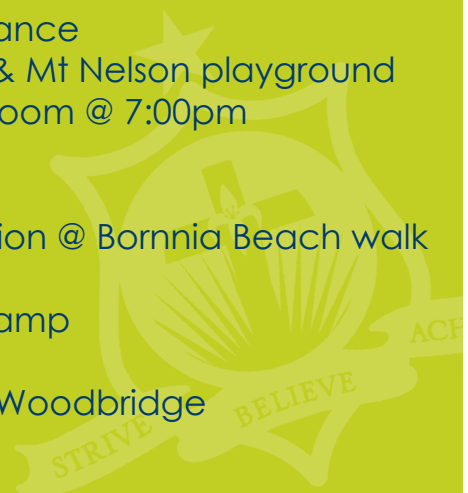 ance
& Mt Nelson playground
oom @ 7:00pm
ion @ Bornnia Beach walk
amp
Woodbridge
STRIVE BELIEVE ACH